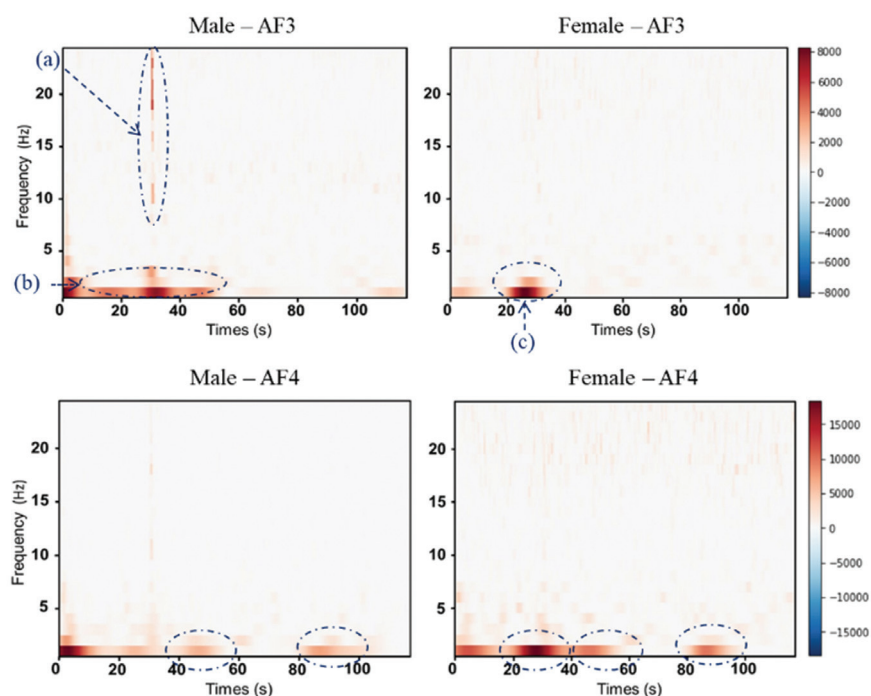 Male – AF3
Female – AF3
(a)
(b)
(c)
Frequency (Hz)
20
15
10
5
0 20 40 60 80 100
Times (s)
20
15
10
5
0 20 40 60 80 100
Times (s)
8000
6000
4000
2000
0
−2000
−4000
−6000
−8000
Male – AF4
Female – AF4
Frequency (Hz)
20
15
10
5
0 20 40 60 80 100
Times (s)
Frequency (Hz)
20
15
10
5
0 20 40 60 80 100
Times (s)
15000
10000
5000
0
−5000
−10000
−15000